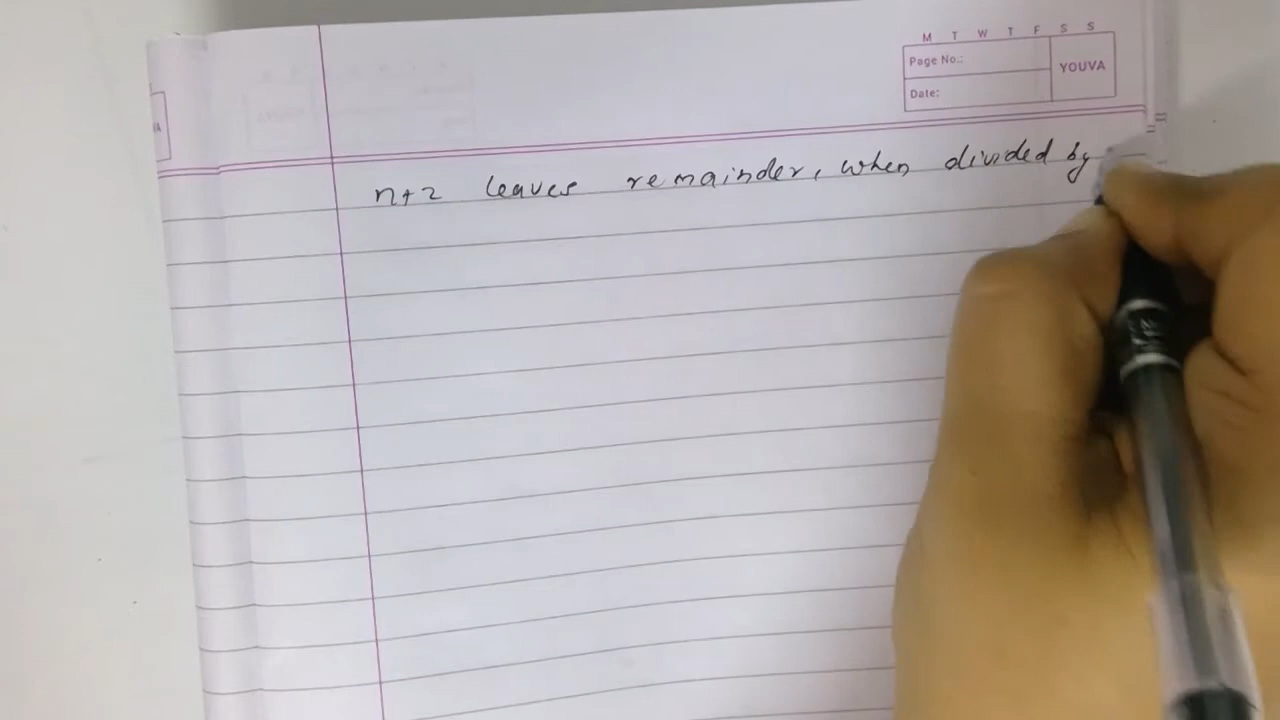 M T W T F S S
Page No.:
YOUVA
Date:
n+2 leaves remainder, when divided by